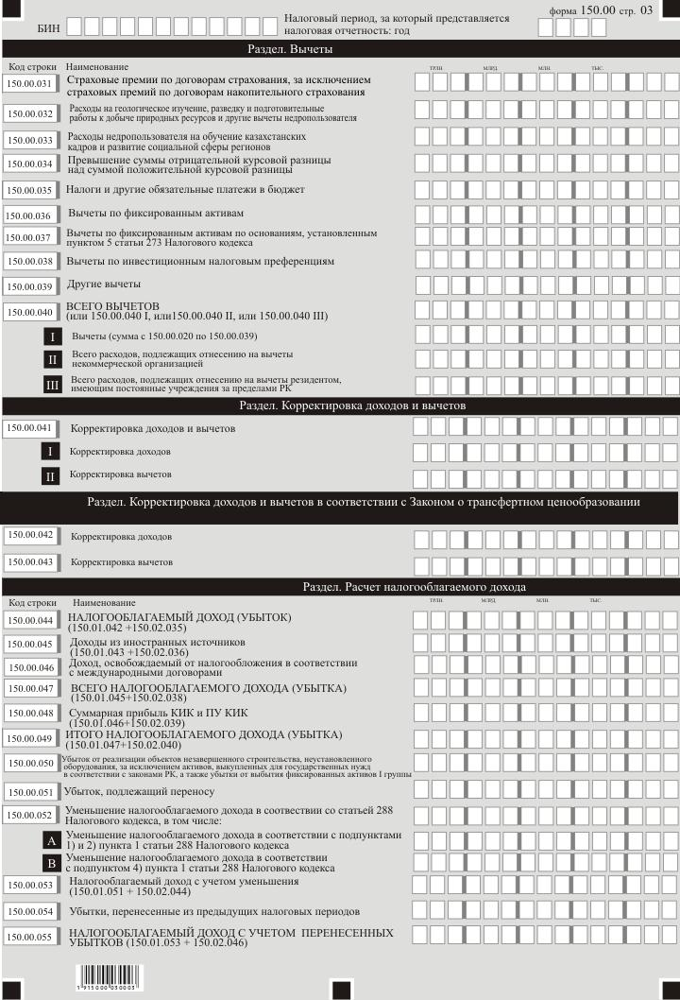 форма 150.00 стр. 03
БИН
Налоговый период, за который представляется
налоговая отчетность: год
Раздел. Вычеты
Код строки Наименование ТРЛН. МЛРД. МЛН. ТЫС.
150.00.031 Страховые премии по договорам страхования, за исключением
страховых премий по договорам накопительного страхования
150.00.032 Расходы на геологическое изучение, разведку и подготовительные
работы к добыче природных ресурсов и другие вычеты недропользователя
150.00.033 Расходы недропользователя на обучение казахстанских
кадров и развитие социальной сферы регионов
150.00.034 Превышение суммы отрицательной курсовой разницы
над суммой положительной курсовой разницы
150.00.035 Налоги и другие обязательные платежи в бюджет
150.00.036 Вычеты по фиксированным активам
150.00.037 Вычеты по фиксированным активам по основаниям, установленным
пунктом 5 статьи 273 Налогового кодекса
150.00.038 Вычеты по инвестиционным налоговым преференциям
150.00.039 Другие вычеты
150.00.040 ВСЕГО ВЫЧЕТОВ
(или 150.00.040 I, или150.00.040 II, или 150.00.040 III)
I Вычеты (сумма с 150.00.020 по 150.00.039)
II Всего расходов, подлежащих отнесению на вычеты
некоммерческой организацией
III Всего расходов, подлежащих отнесению на вычеты резидентом,
имеющим постоянные учреждения за пределами РК
Раздел. Корректировка доходов и вычетов
150.00.041 Корректировка доходов и вычетов
I Корректировка доходов
II Корректировка вычетов
Раздел. Корректировка доходов и вычетов в соответствии с Законом о трансфертном ценообразовании
150.00.042 Корректировка доходов
150.00.043 Корректировка вычетов
Раздел. Расчет налогооблагаемого дохода
Код строки Наименование ТРЛН. МЛРД. МЛН. ТЫС.
150.00.044 НАЛОГООБЛАГАЕМЫЙ ДОХОД (УБЫТОК)
(150.01.042 +150.02.035)
150.00.045 Доходы из иностранных источников
(150.01.043 +150.02.036)
150.00.046 Доход, освобождаемый от налогообложения в соответствии
с международными договорами
150.00.047 ВСЕГО НАЛОГООБЛАГАЕМОГО ДОХОДА (УБЫТКА)
(150.01.045+150.02.038)
150.00.048 Суммарная прибыль КИК и ПУ КИК
(150.01.046+150.02.039)
150.00.049 ИТОГО НАЛОГООБЛАГАЕМОГО ДОХОДА (УБЫТКА)
(150.01.047+150.02.040)
150.00.050 Убыток от реализации объектов незавершенного строительства, неустановленного
оборудования, за исключением активов, выкупленных для государственных нужд
в соответствии с законами РК, а также убытки от выбытия фиксированных активов I группы
150.00.051 Убыток, подлежащий переносу
150.00.052 Уменьшение налогооблагаемого дохода в соотвествии со статьей 288
Налогового кодекса, в том числе:
A Уменьшение налогооблагаемого дохода в соответствии с подпунктами
1) и 2) пункта 1 статьи 288 Налогового кодекса
B Уменьшение налогооблагаемого дохода в соответствии
с подпунктом 4) пункта 1 статьи 288 Налогового кодекса
150.00.053 Налогооблагаемый доход с учетом уменьшения
(150.01.051 + 150.02.044)
150.00.054 Убытки, перенесенные из предыдущих налоговых периодов
150.00.055 НАЛОГООБЛАГАЕМЫЙ ДОХОД С УЧЕТОМ ПЕРЕНЕСЕННЫХ
УБЫТКОВ (150.01.053 + 150.02.046)
1 915000 030003